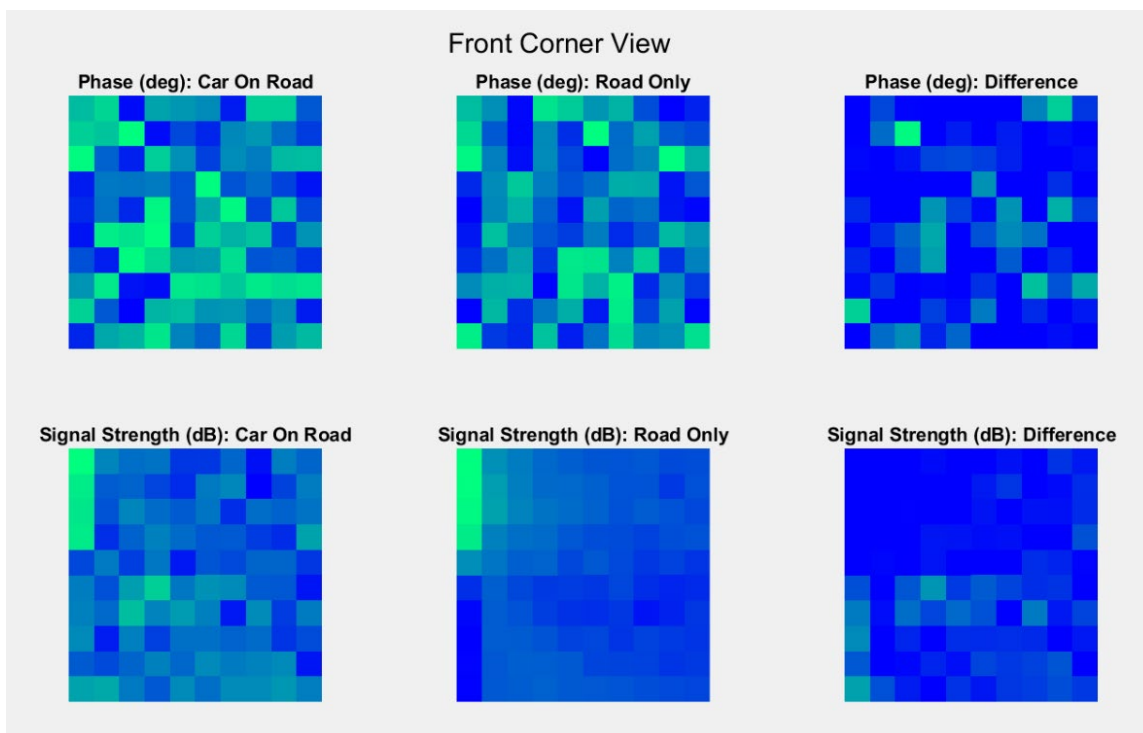 Front Corner View
Phase (deg): Car On Road
Phase (deg): Road Only
Phase (deg): Difference
Signal Strength (dB): Car On Road
Signal Strength (dB): Road Only
Signal Strength (dB): Difference